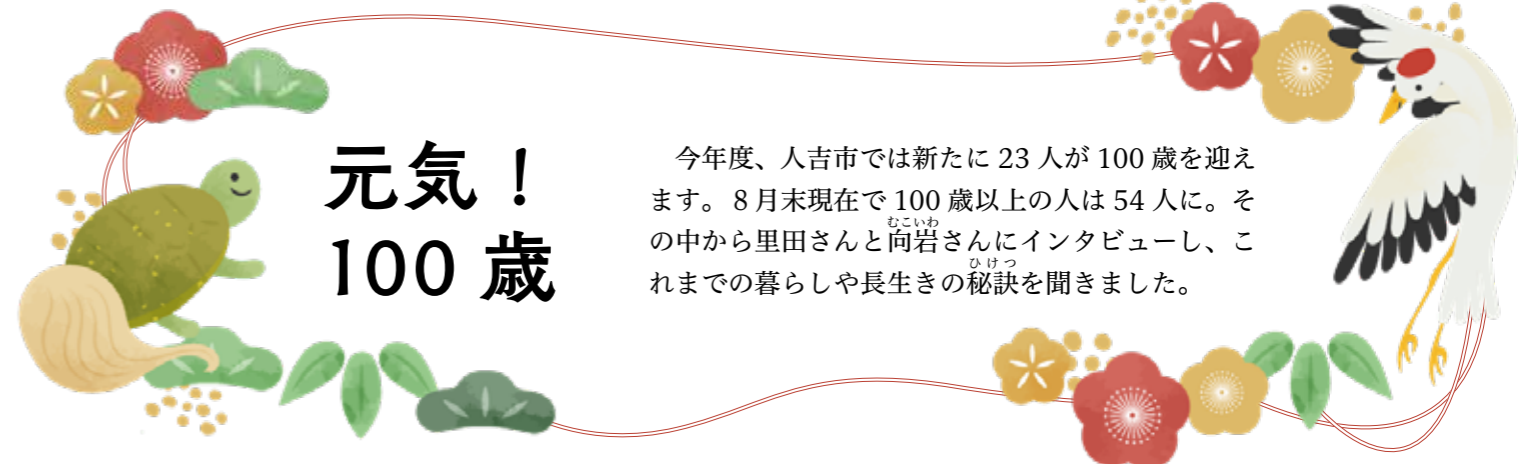 元気！
100 歳
今年度、人吉市では新たに 23 人が 100 歳を迎え
ます。８月末現在で 100 歳以上の人は 54 人に。そ
むこいわ
の中から里田さんと向岩さんにインタビューし、こ
ひけつ
れまでの暮らしや長生きの秘訣を聞きました。